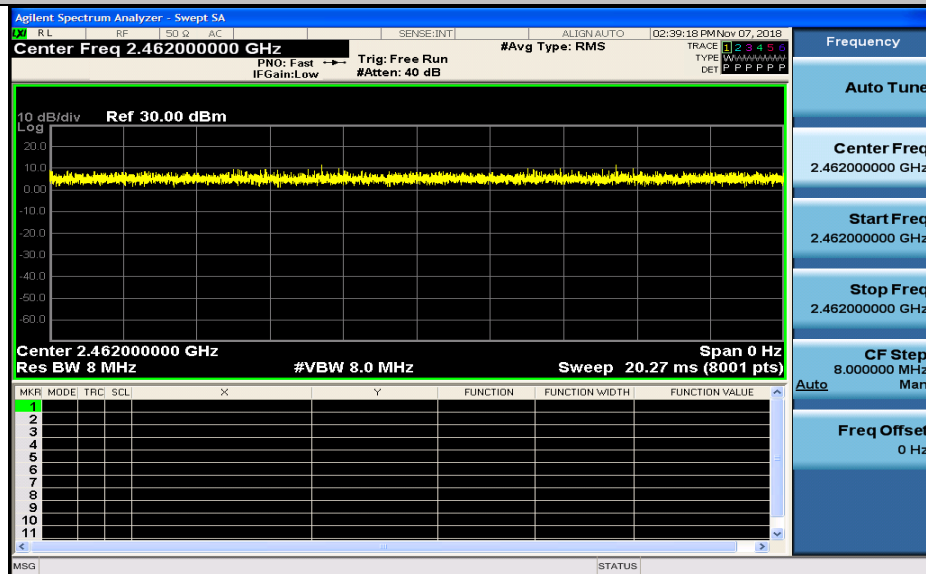 Agilent Spectrum Analyzer - Swept SA
LXI RL RF 50 Ω AC SENSE:INT ALIGN AUTO 02:39:18 PM Nov 07, 2018
Center Freq 2.462000000 GHz
PNO: Fast
IFGain:Low
Trig: Free Run
#Atten: 40 dB
#Avg Type: RMS
TRACE 1 2 3 4 5 6
TYPE WWWWWW
DET P P P P P P
10 dB/div Ref 30.00 dBm
Log
20.0
10.0
0.00
-10.0
-20.0
-30.0
-40.0
-50.0
-60.0
Center 2.462000000 GHz Span 0 Hz
Res BW 8 MHz #VBW 8.0 MHz Sweep 20.27 ms (8001 pts)
MKR MODE TRC SCL X Y FUNCTION FUNCTION WIDTH FUNCTION VALUE
1
2
3
4
5
6
7
8
9
10
11
MSG STATUS
Frequency
Auto Tune
Center Freq
2.462000000 GHz
Start Freq
2.462000000 GHz
Stop Freq
2.462000000 GHz
CF Step
8.000000 MHz
Auto Man
Freq Offset
0 Hz